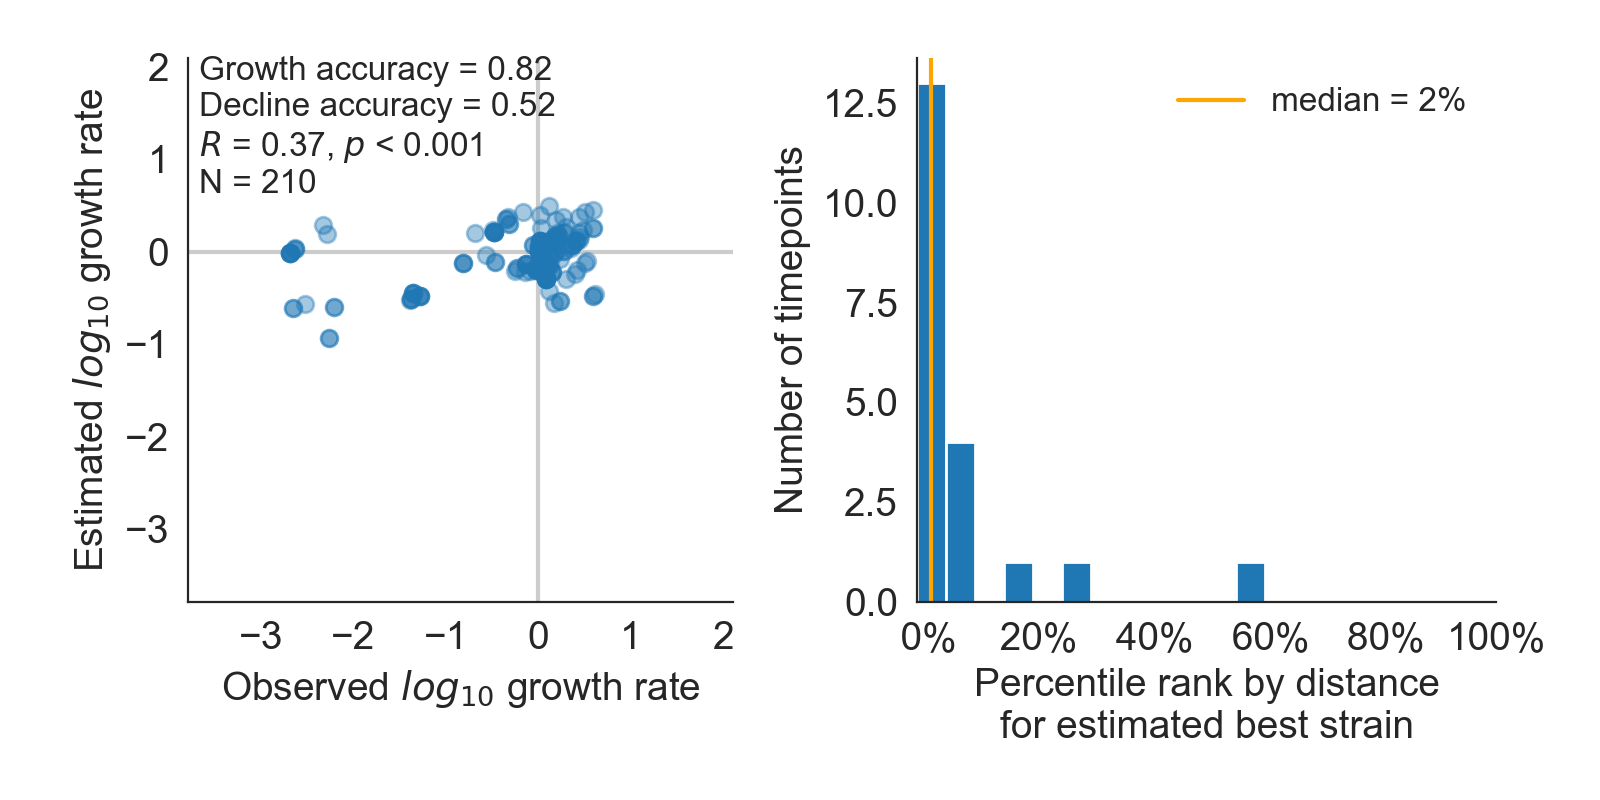 Growth accuracy = 0.82
Decline accuracy = 0.52
R = 0.37, p < 0.001
N = 210
Estimated log10 growth rate
2
1
0
−1
−2
−3
−3 −2 −1 0 1 2
Observed log10 growth rate
median = 2%
Number of timepoints
12.5
10.0
7.5
5.0
2.5
0.0
0% 20% 40% 60% 80% 100%
Percentile rank by distance
for estimated best strain